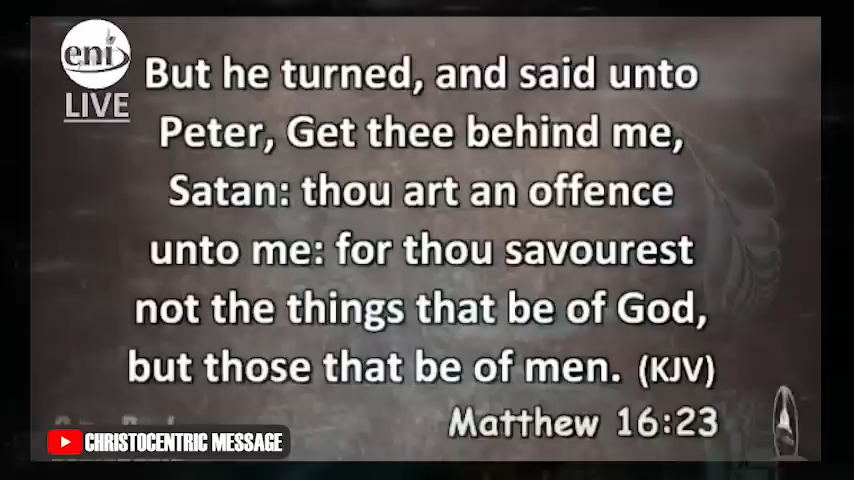 eni
LIVE
But he turned, and said unto
Peter, Get thee behind me,
Satan: thou art an offence
unto me: for thou savourest
not the things that be of God,
but those that be of men. (KJV)
Matthew 16:23
CHRISTOCENTRIC MESSAGE